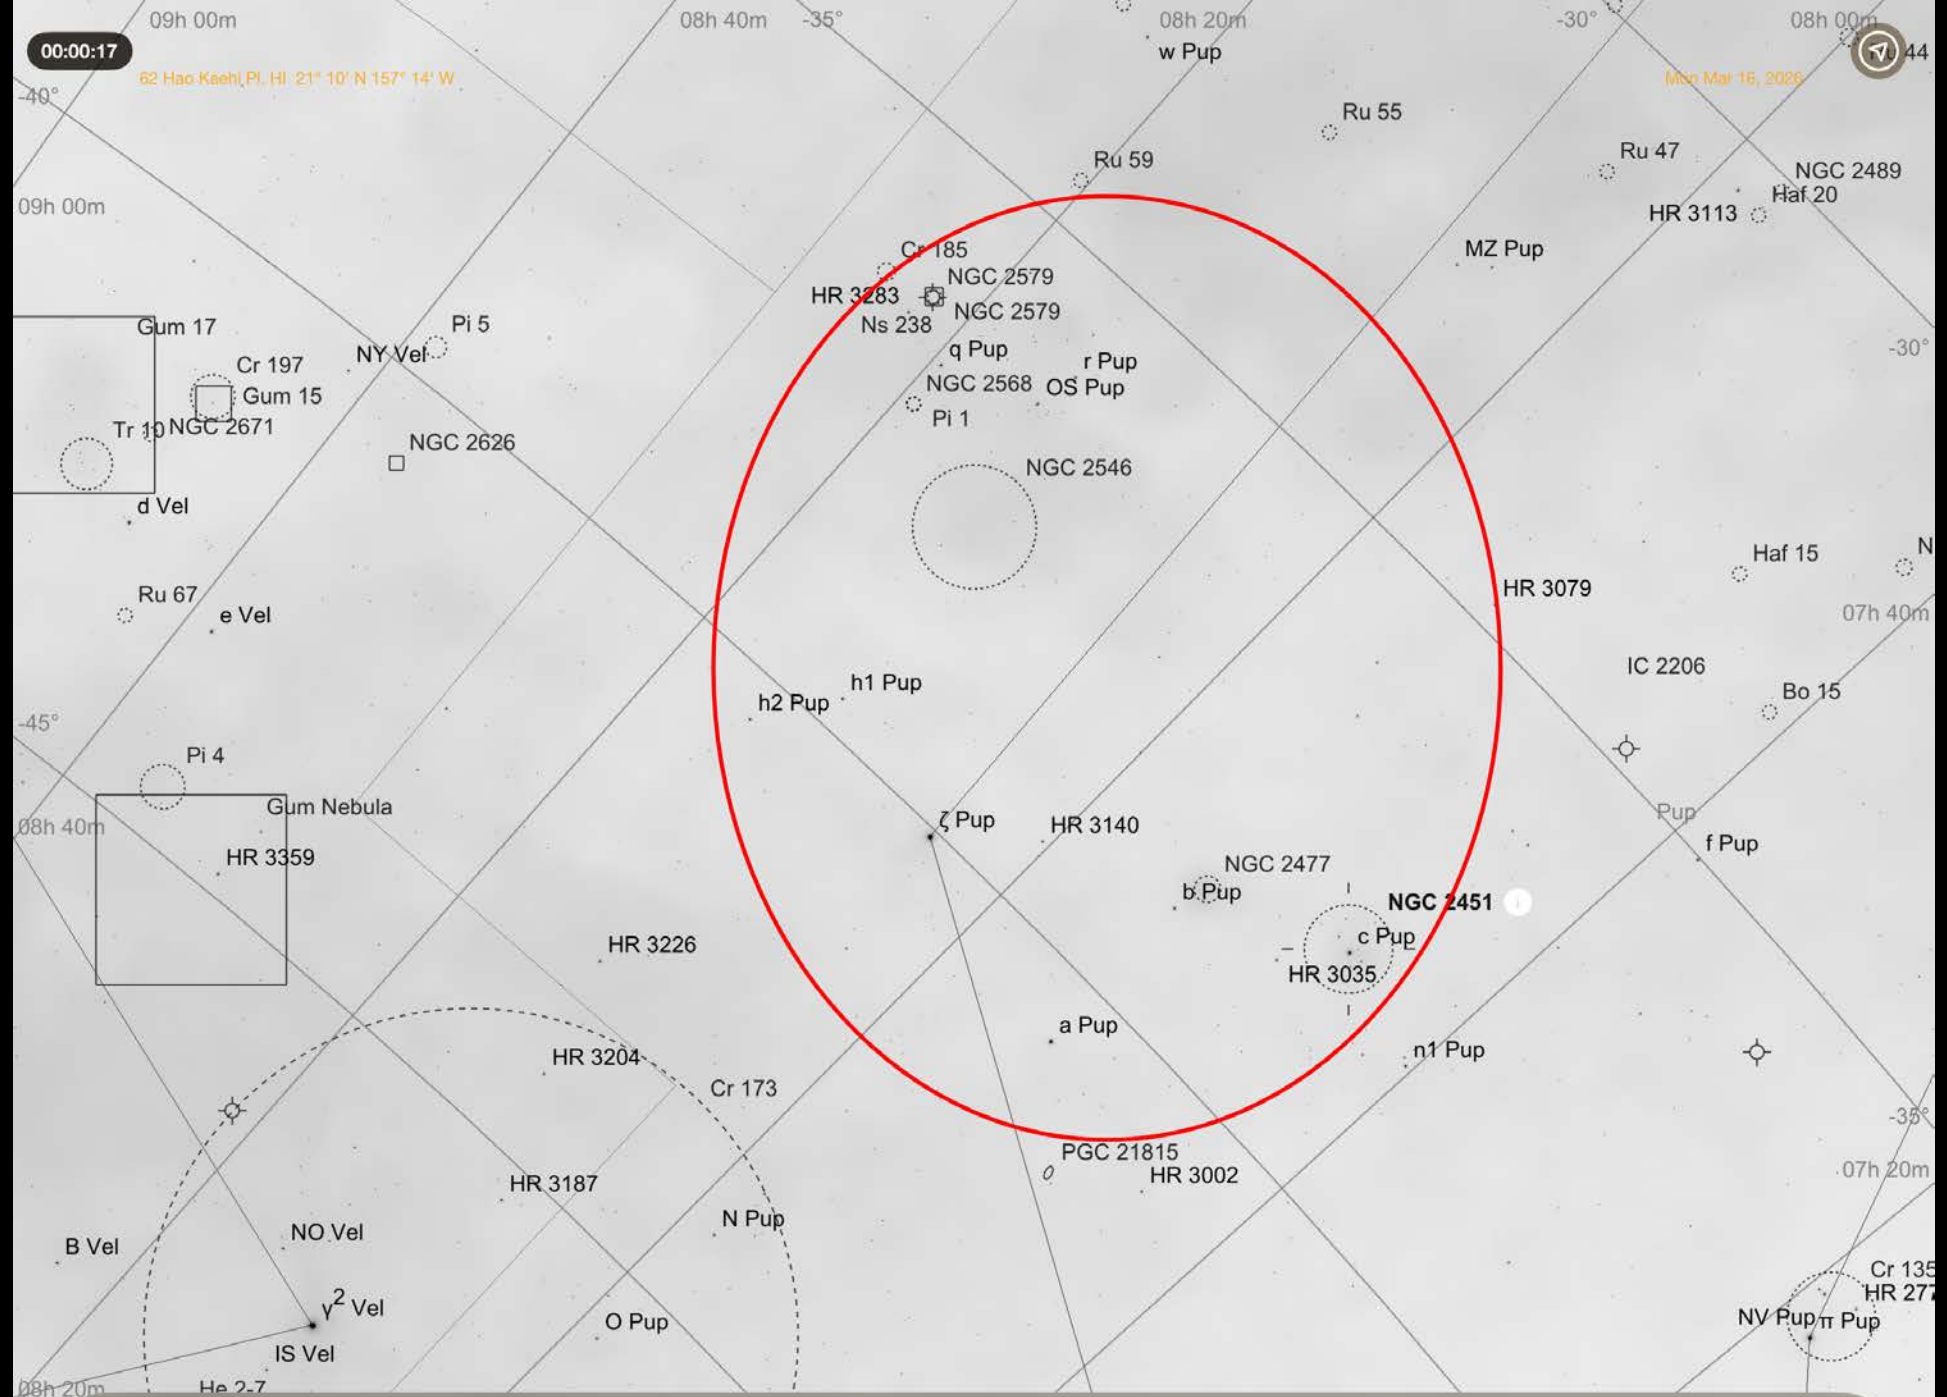 09h 00m
08h 40m
-35°
08h 20m
-30°
08h 00m
00:00:17
w Pup
44
62 Hao Kaehi Pl. HI 21° 10' N 157° 14' W
Mon Mar 16, 2026
-40°
Ru 55
Ru 47
Ru 59
NGC 2489
Haf 20
09h 00m
HR 3113
Cr 185
MZ Pup
NGC 2579
HR 3283
NGC 2579
Ns 238
Gum 17
Pi 5
q Pup
-30°
NY Vel
r Pup
Cr 197
NGC 2568
OS Pup
Gum 15
Pi 1
Tr 10
NGC 2671
NGC 2626
NGC 2546
d Vel
N
Haf 15
HR 3079
Ru 67
e Vel
07h 40m
IC 2206
h1 Pup
h2 Pup
Bo 15
-45°
Pi 4
Gum Nebula
Pup
ζ Pup
HR 3140
08h 40m
f Pup
HR 3359
NGC 2477
b Pup
NGC 2451
c Pup
HR 3226
HR 3035
a Pup
n1 Pup
HR 3204
Cr 173
-35°
PGC 21815
HR 3002
07h 20m
HR 3187
N Pup
NO Vel
B Vel
Cr 135
HR 277
γ2 Vel
O Pup
NV Pup
π Pup
IS Vel
08h 20m
He 2-7